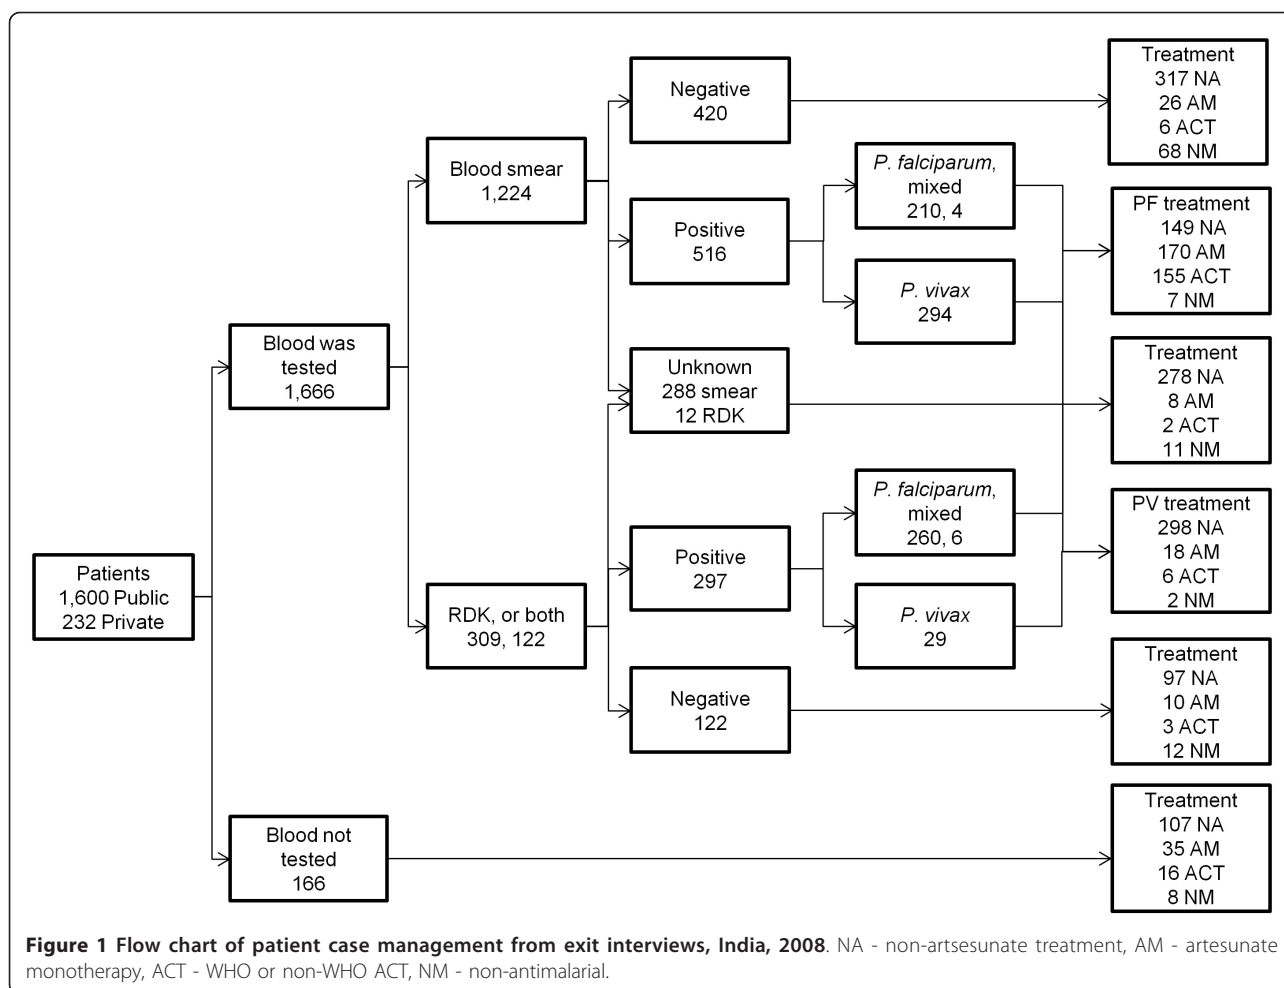 Patients
1,600 Public
232 Private
Blood was
tested
1,666
Blood not
tested
166
Blood smear
1,224
RDK, or both
309, 122
Negative
420
Positive
516
Unknown
288 smear
12 RDK
Positive
297
Negative
122
P. falciparum,
mixed
210, 4
P. vivax
294
P. falciparum,
mixed
260, 6
P. vivax
29
Treatment
317 NA
26 AM
6 ACT
68 NM
PF treatment
149 NA
170 AM
155 ACT
7 NM
Treatment
278 NA
8 AM
2 ACT
11 NM
PV treatment
298 NA
18 AM
6 ACT
2 NM
Treatment
97 NA
10 AM
3 ACT
12 NM
Treatment
107 NA
35 AM
16 ACT
8 NM
Figure 1 Flow chart of patient case management from exit interviews, India, 2008. NA - non-artsesunate treatment, AM - artesunate
monotherapy, ACT - WHO or non-WHO ACT, NM - non-antimalarial.